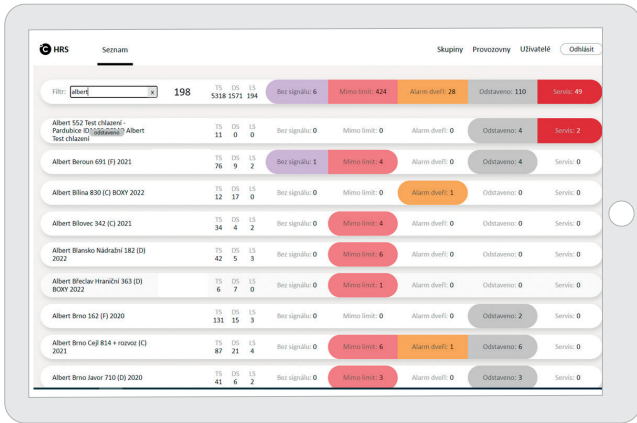 HRS Seznam Skupiny Provozovny Uživatelé Odhlásit
Filtr: albert x 198 TS DS LS Bez signálu: 6 Mimo limit: 424 Alarm dveří: 28 Odstaveno: 110 Servis: 49
5318 1571 194
Albert 552 Test chlazení -
Pardubice Albert
odstaveno
Test chlazení
TS DS LS Bez signálu: 0 Mimo limit: 0 Alarm dveří: 0 Odstaveno: 4 Servis: 2
11 0 0
Albert Beroun 691 (F) 2021 TS DS LS Bez signálu: 1 Mimo limit: 4 Alarm dveří: 0 Odstaveno: 4 Servis: 0
76 9 2
Albert Bílina 830 (C) BOXY 2022 TS DS LS Bez signálu: 0 Mimo limit: 0 Alarm dveří: 1 Odstaveno: 0 Servis: 0
12 17 0
Albert Bílovec 342 (C) 2021 TS DS LS Bez signálu: 0 Mimo limit: 4 Alarm dveří: 0 Odstaveno: 0 Servis: 0
34 4 2
Albert Blansko Nádražní 182 (D)
2022
TS DS LS Bez signálu: 0 Mimo limit: 6 Alarm dveří: 0 Odstaveno: 0 Servis: 0
42 5 3
Albert Břeclav Hraniční 363 (D)
BOXY 2022
TS DS LS Bez signálu: 0 Mimo limit: 1 Alarm dveří: 0 Odstaveno: 0 Servis: 0
6 7 0
Albert Brno 162 (F) 2020 TS DS LS Bez signálu: 0 Mimo limit: 0 Alarm dveří: 0 Odstaveno: 2 Servis: 0
131 15 3
Albert Brno Cejl 814 + rozvoz (C)
2021
TS DS LS Bez signálu: 0 Mimo limit: 6 Alarm dveří: 1 Odstaveno: 6 Servis: 0
87 21 4
Albert Brno Javor 710 (D) 2020 TS DS LS Bez signálu: 0 Mimo limit: 3 Alarm dveří: 0 Odstaveno: 3 Servis: 0
41 6 2